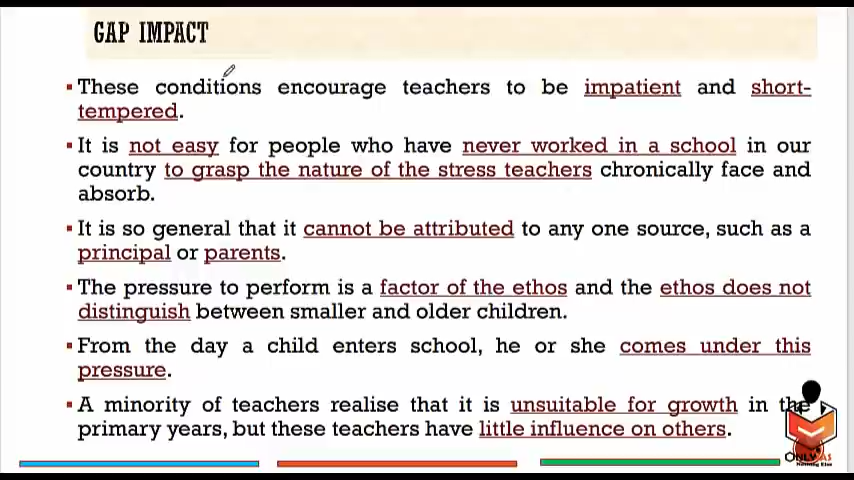 GAP IMPACT
▪ These conditions encourage teachers to be impatient and short-
tempered.
▪ It is not easy for people who have never worked in a school in our
country to grasp the nature of the stress teachers chronically face and
absorb.
▪ It is so general that it cannot be attributed to any one source, such as a
principal or parents.
▪ The pressure to perform is a factor of the ethos and the ethos does not
distinguish between smaller and older children.
▪ From the day a child enters school, he or she comes under this
pressure.
▪ A minority of teachers realise that it is unsuitable for growth in the
primary years, but these teachers have little influence on others.
ONLY IAS
Nothing Else